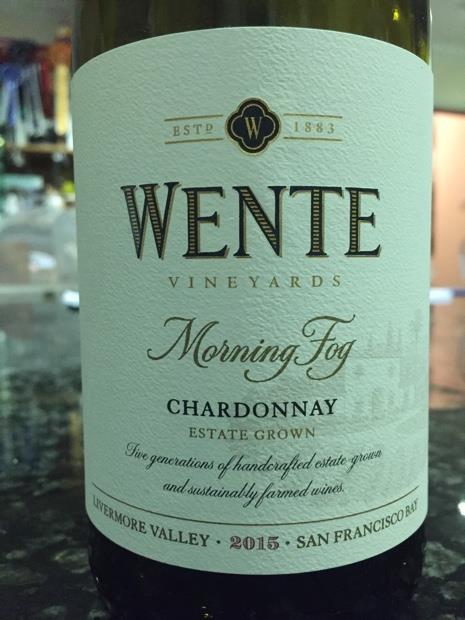 ESTD W 1883
WENTE
VINEYARDS
Morning Fog
CHARDONNAY
ESTATE GROWN
Five generations of handcrafted estate-grown
and sustainably farmed wines.
LIVERMORE VALLEY · 2015 · SAN FRANCISCO BAY